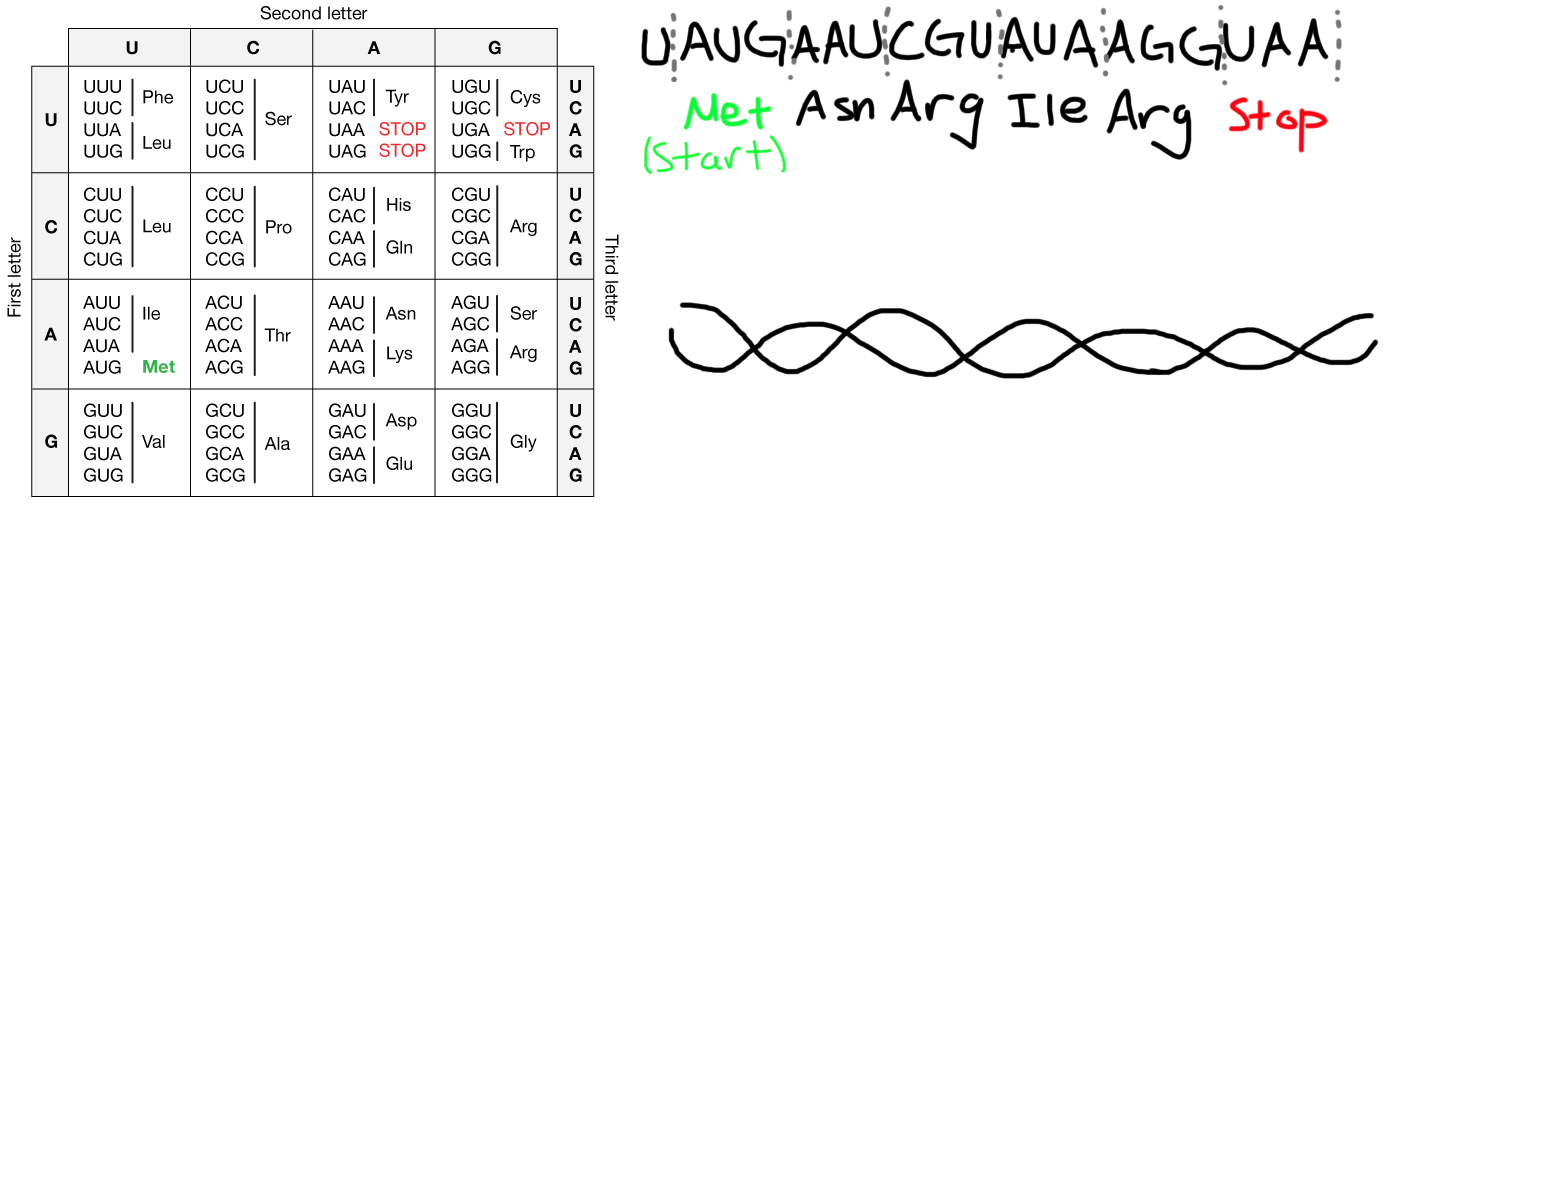 Second letter
U C A G
First letter
Third letter
U
UUU
UUC
Phe
UUA
UUG
Leu
UCU
UCC
UCA
UCG
Ser
UAU
UAC
Tyr
UAA STOP
UAG STOP
UGU
UGC
Cys
UGA STOP
UGG Trp
U
C
A
G
C
CUU
CUC
CUA
CUG
Leu
CCU
CCC
CCA
CCG
Pro
CAU
CAC
His
CAA
CAG
Gln
CGU
CGC
CGA
CGG
Arg
U
C
A
G
A
AUU
AUC
AUA
Ile
AUG Met
ACU
ACC
ACA
ACG
Thr
AAU
AAC
Asn
AAA
AAG
Lys
AGU
AGC
Ser
AGA
AGG
Arg
U
C
A
G
G
GUU
GUC
GUA
GUG
Val
GCU
GCC
GCA
GCG
Ala
GAU
GAC
Asp
GAA
GAG
Glu
GGU
GGC
GGA
GGG
Gly
U
C
A
G
UAUGAAUCGUAUAAGGUAA
Met Asn Arg Ile Arg Stop
(Start)